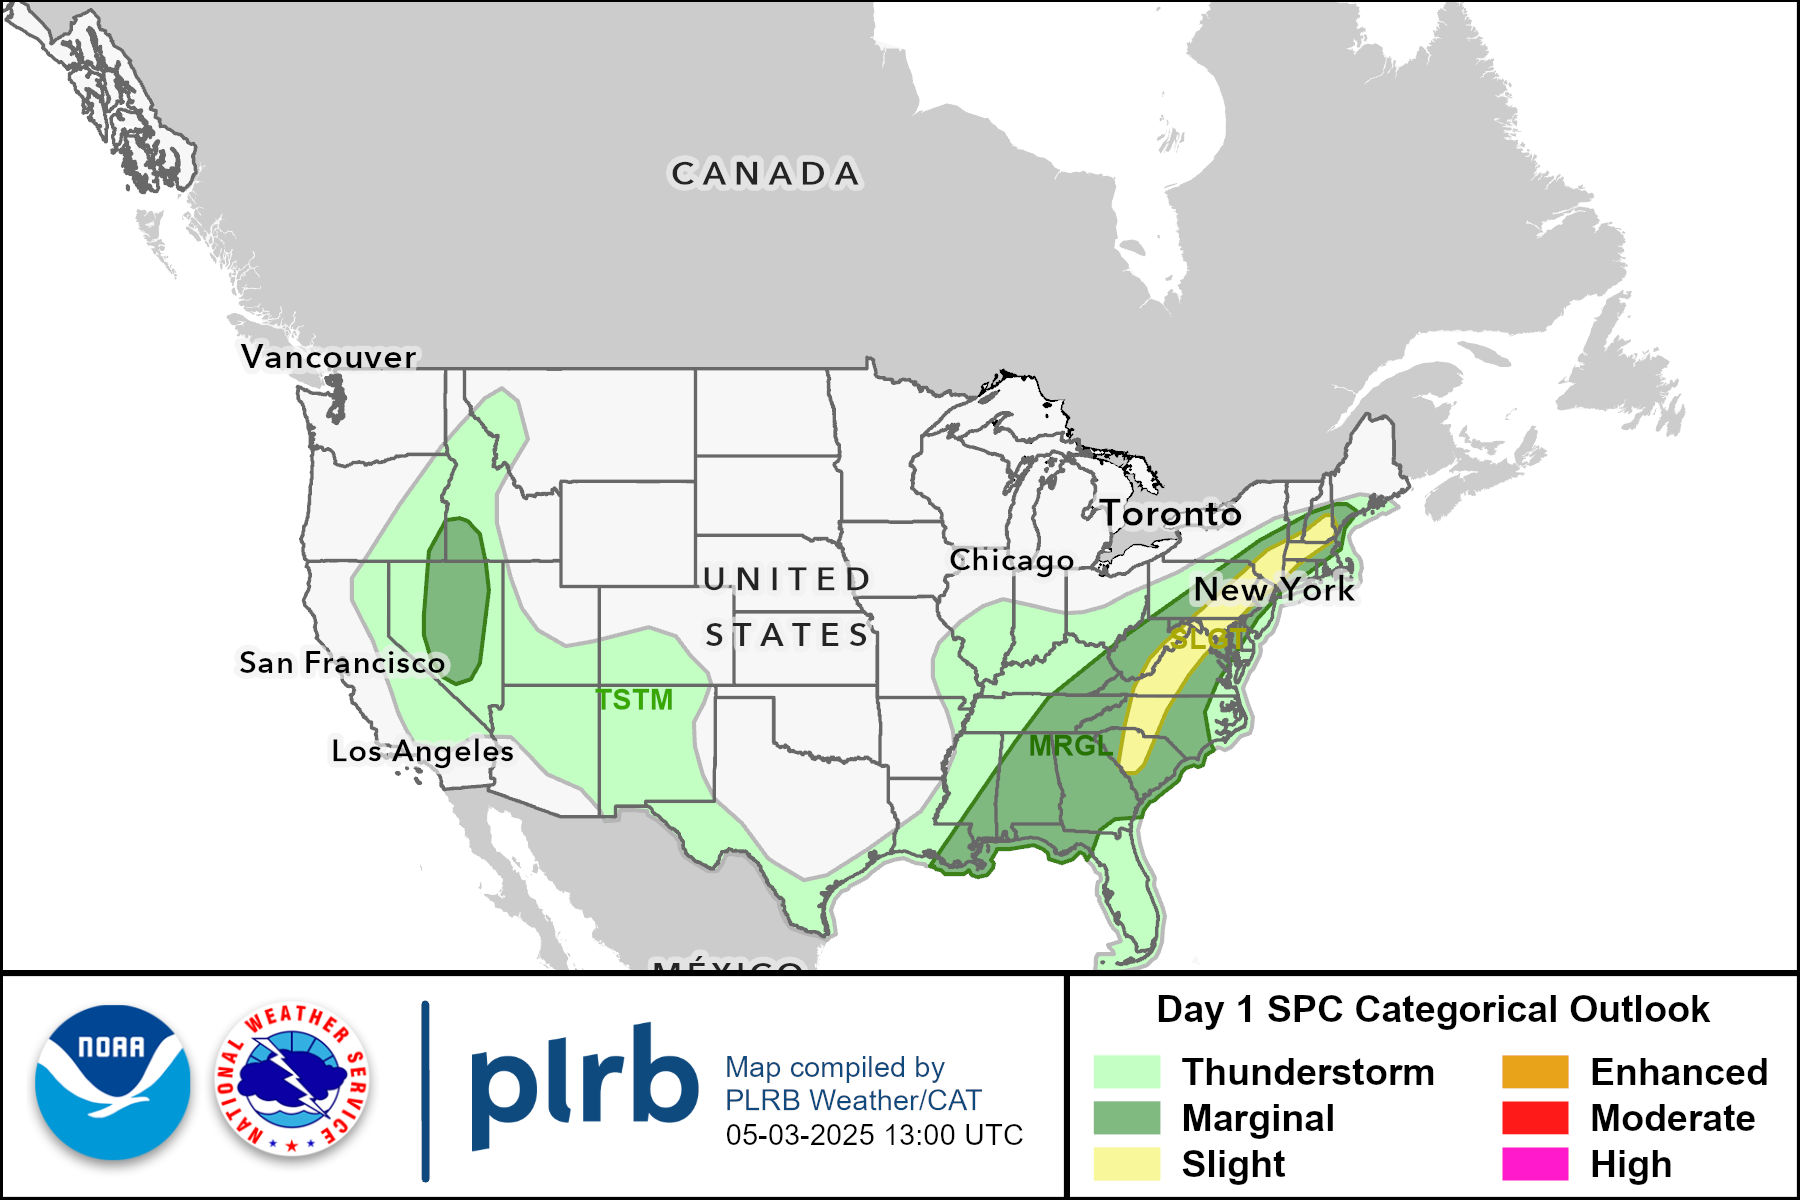 CANADA
Vancouver
Toronto
Chicago
UNITED
STATES
New York
SLGT
San Francisco
TSTM
MRGL
Los Angeles
MÉXICO
NOAA
NATIONAL WEATHER SERVICE
plrb
Map compiled by
PLRB Weather/CAT
05-03-2025 13:00 UTC
Day 1 SPC Categorical Outlook
Thunderstorm
Marginal
Slight
Enhanced
Moderate
High